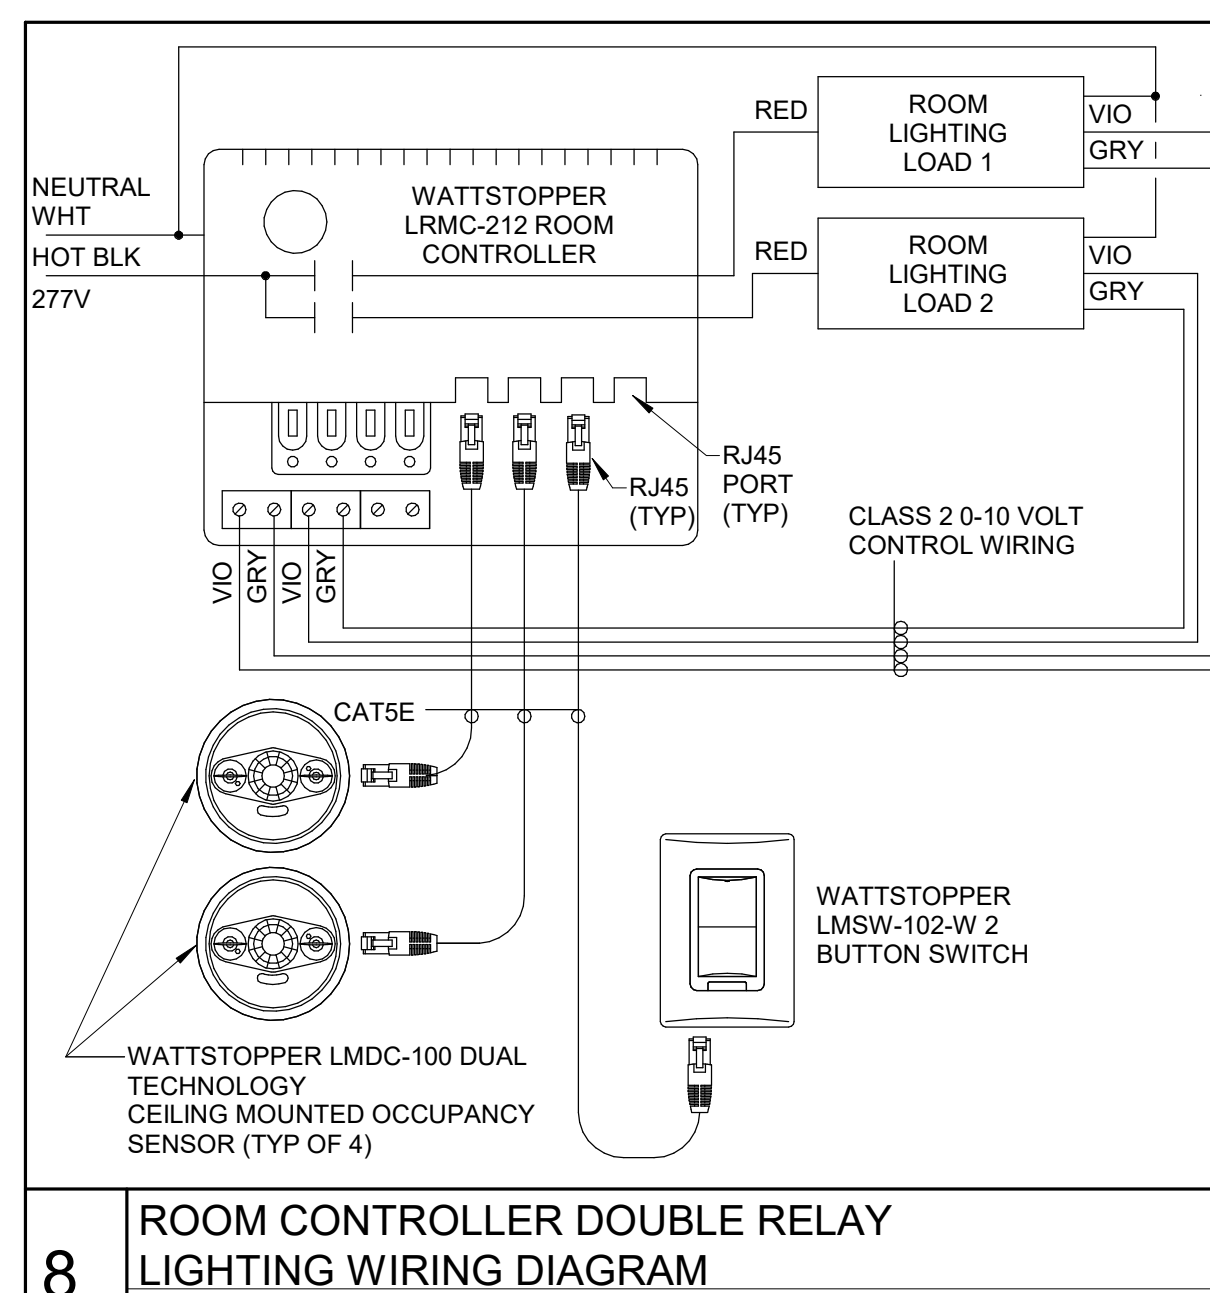 NEUTRAL
WHT
HOT BLK
277V
WATTSTOPPER
LRMC-212 ROOM
CONTROLLER
RED
ROOM
LIGHTING
LOAD 1
VIO
GRY
RED
ROOM
LIGHTING
LOAD 2
VIO
GRY
RJ45
(TYP)
RJ45
PORT
(TYP)
CLASS 2 0-10 VOLT
CONTROL WIRING
VIO
GRY
VIO
GRY
CAT5E
WATTSTOPPER
LMSW-102-W 2
BUTTON SWITCH
WATTSTOPPER LMDC-100 DUAL
TECHNOLOGY
CEILING MOUNTED OCCUPANCY
SENSOR (TYP OF 4)
8
ROOM CONTROLLER DOUBLE RELAY
LIGHTING WIRING DIAGRAM